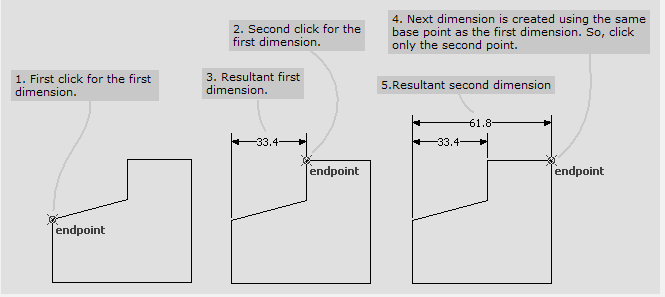 1. First click for the first
dimension.
endpoint
2. Second click for the
first dimension.
3. Resultant first
dimension.
33.4
endpoint
4. Next dimension is created using the same
base point as the first dimension. So, click
only the second point.
5.Resultant second dimension
61.8
33.4
endpoint